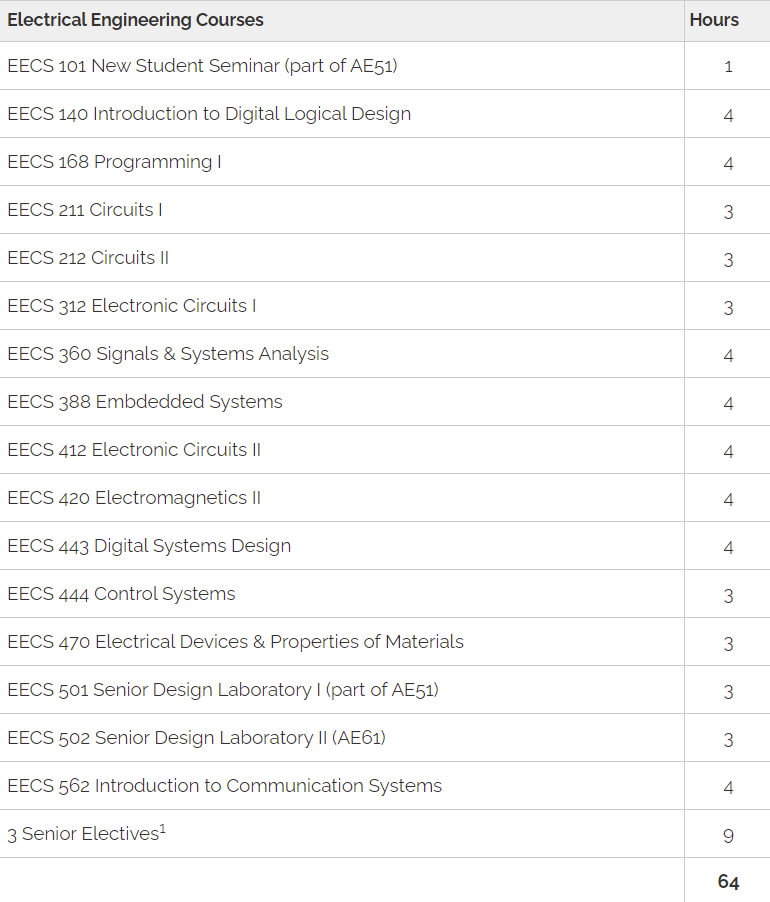 Electrical Engineering Courses Hours
EECS 101 New Student Seminar (part of AE51) 1
EECS 140 Introduction to Digital Logical Design 4
EECS 168 Programming I 4
EECS 211 Circuits I 3
EECS 212 Circuits II 3
EECS 312 Electronic Circuits I 3
EECS 360 Signals & Systems Analysis 4
EECS 388 Embdedded Systems 4
EECS 412 Electronic Circuits II 4
EECS 420 Electromagnetics II 4
EECS 443 Digital Systems Design 4
EECS 444 Control Systems 3
EECS 470 Electrical Devices & Properties of Materials 3
EECS 501 Senior Design Laboratory I (part of AE51) 3
EECS 502 Senior Design Laboratory II (AE61) 3
EECS 562 Introduction to Communication Systems 4
3 Senior Electives¹ 9
64